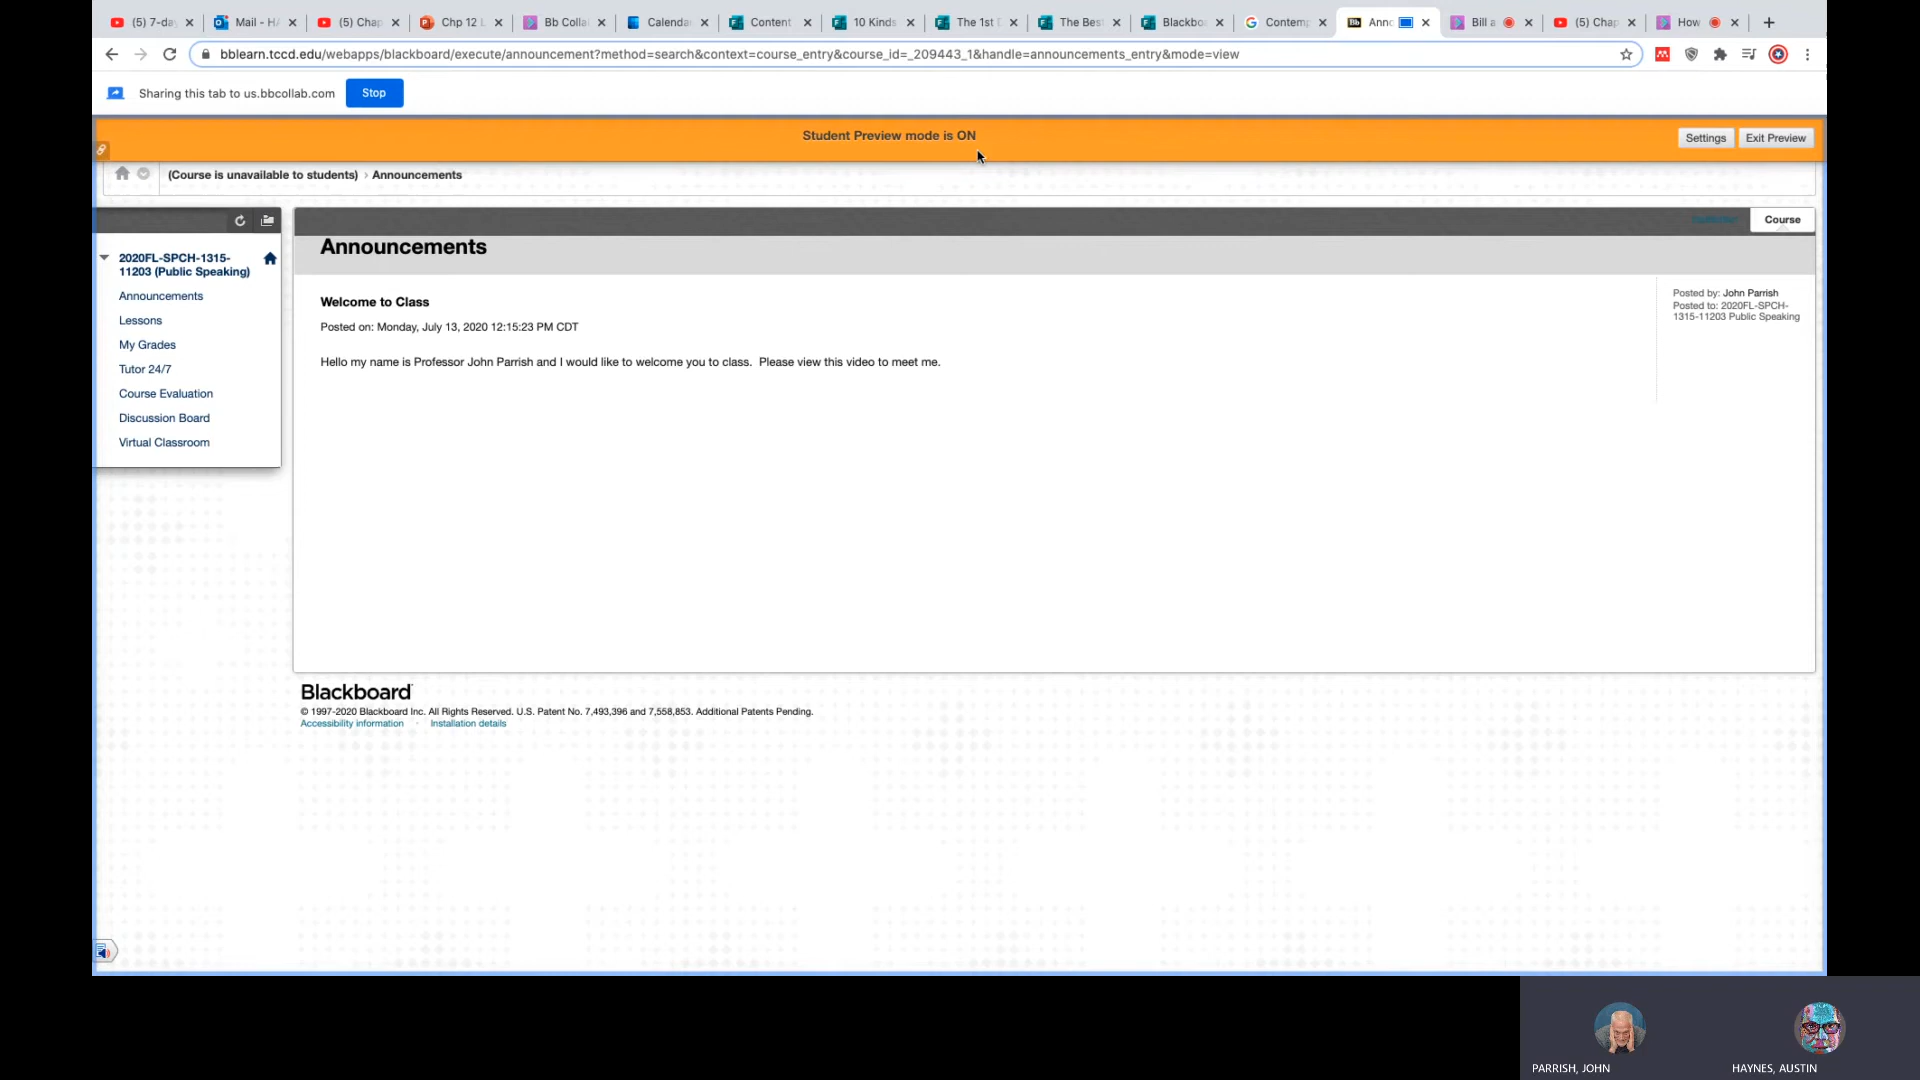 (5) 7-da
Mail - H
(5) Chap
Chp 12 L
Bb Colla
Calenda
Content
10 Kinds
The 1st D
The Best
Blackboa
Contemp
Anno
Bill a
(5) Chap
How
bblearn.tccd.edu/webapps/blackboard/execute/announcement?method=search&context=course_entry&course_id=_209443_1&handle=announcements_entry&mode=view
Sharing this tab to us.bbcollab.com
Stop
Student Preview mode is ON
Settings
Exit Preview
(Course is unavailable to students) › Announcements
Course
2020FL-SPCH-1315-
11203 (Public Speaking)
Announcements
Lessons
My Grades
Tutor 24/7
Course Evaluation
Discussion Board
Virtual Classroom
Announcements
Welcome to Class
Posted on: Monday, July 13, 2020 12:15:23 PM CDT
Hello my name is Professor John Parrish and I would like to welcome you to class.  Please view this video to meet me.
Posted by: John Parrish
Posted to: 2020FL-SPCH-
1315-11203 Public Speaking
Blackboard
© 1997-2020 Blackboard Inc. All Rights Reserved. U.S. Patent No. 7,493,396 and 7,558,853. Additional Patents Pending.
Accessibility information · Installation details
PARRISH, JOHN
HAYNES, AUSTIN